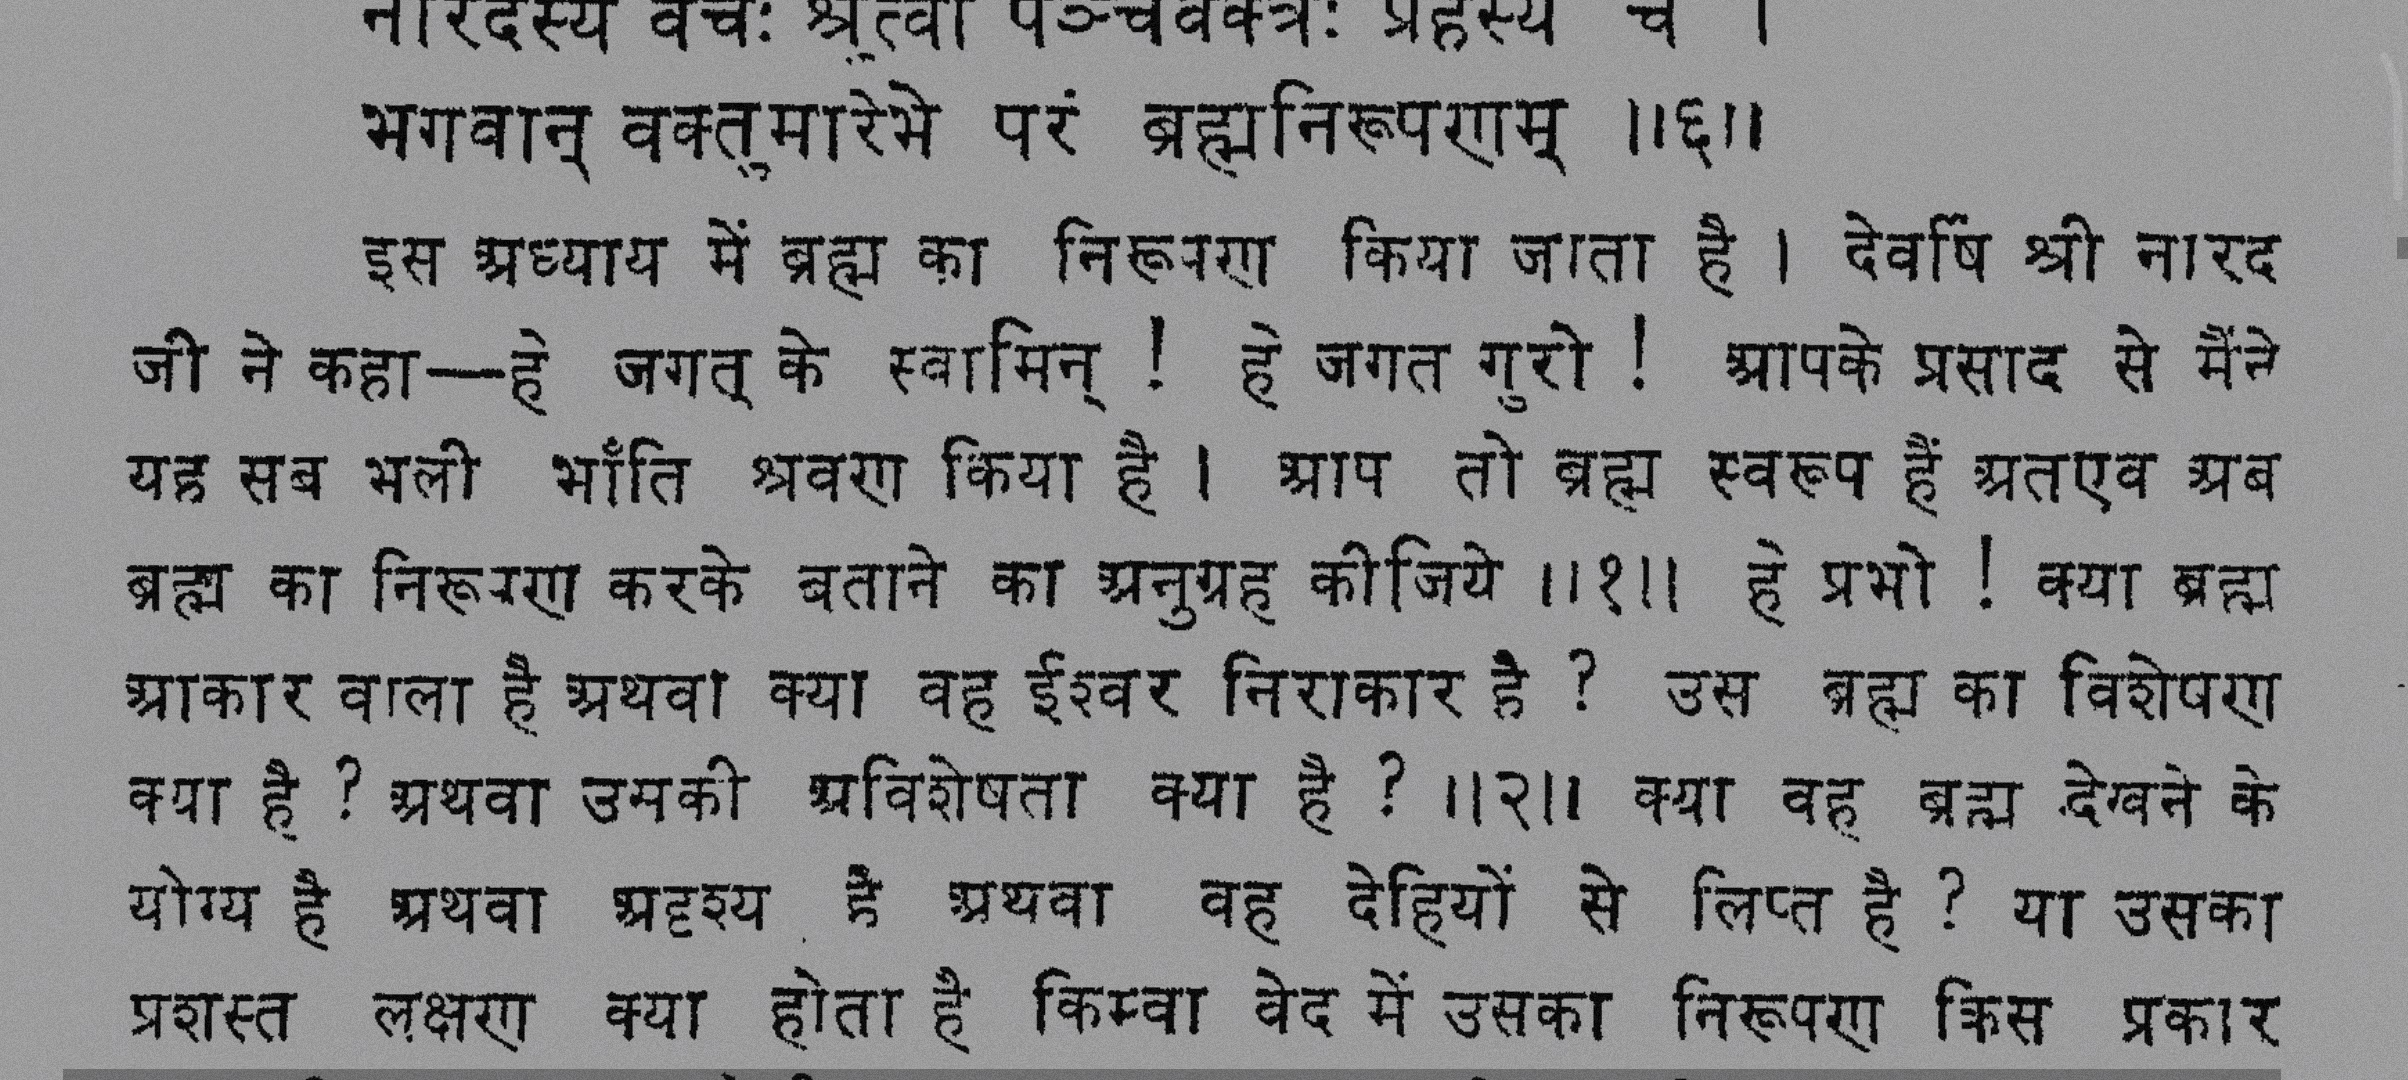 नारदस्य वचः श्रुत्वा पञ्चवक्त्रः प्रहस्य च ।
भगवान् वक्तुमारेभे परं ब्रह्मनिरूपणम् ॥६॥
इस अध्याय में ब्रह्म का निरूपण किया जाता है । देवर्षि श्री नारद
जी ने कहा—हे जगत् के स्वामिन् ! हे जगत गुरो ! आपके प्रसाद से मैंने
यह सब भली भाँति श्रवण किया है । आप तो ब्रह्म स्वरूप हैं अतएव अब
ब्रह्म का निरूपण करके बताने का अनुग्रह कीजिये ॥१॥ हे प्रभो ! क्या ब्रह्म
आकार वाला है अथवा क्या वह ईश्वर निराकार है ? उस ब्रह्म का विशेषण
क्या है ? अथवा उमकी अविशेषता क्या है ? ॥२॥ क्या वह ब्रह्म देखने के
योग्य है अथवा अदृश्य है अथवा वह देहियों से लिप्त है ? या उसका
प्रशस्त लक्षण क्या होता है किम्वा वेद में उसका निरूपण किस प्रकार